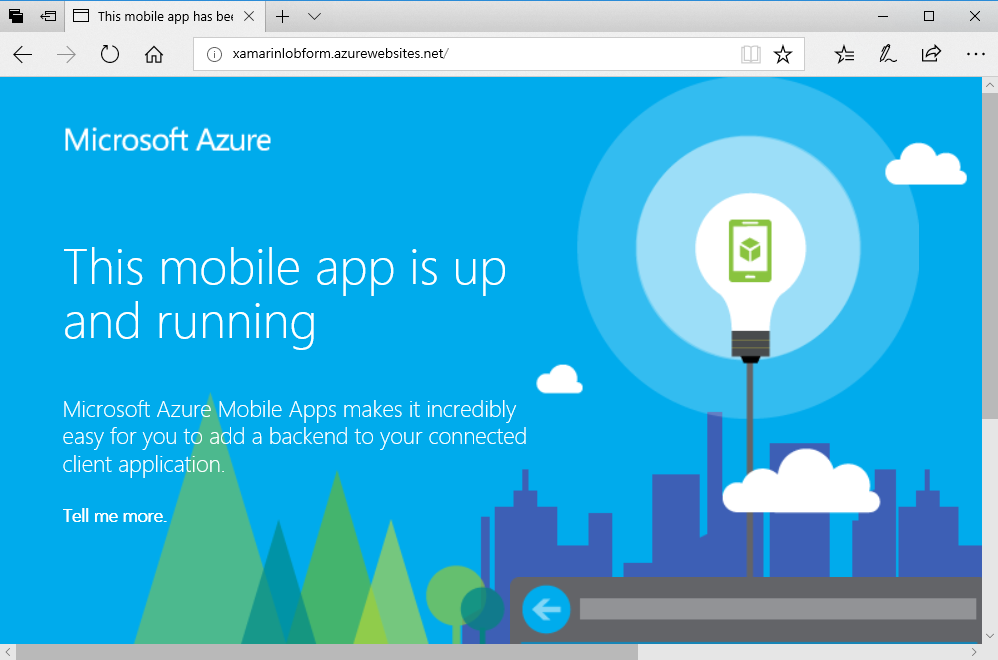 This mobile app has bee
xamarinlobform.azurewebsites.net/
Microsoft Azure
This mobile app is up
and running
Microsoft Azure Mobile Apps makes it incredibly
easy for you to add a backend to your connected
client application.
Tell me more.